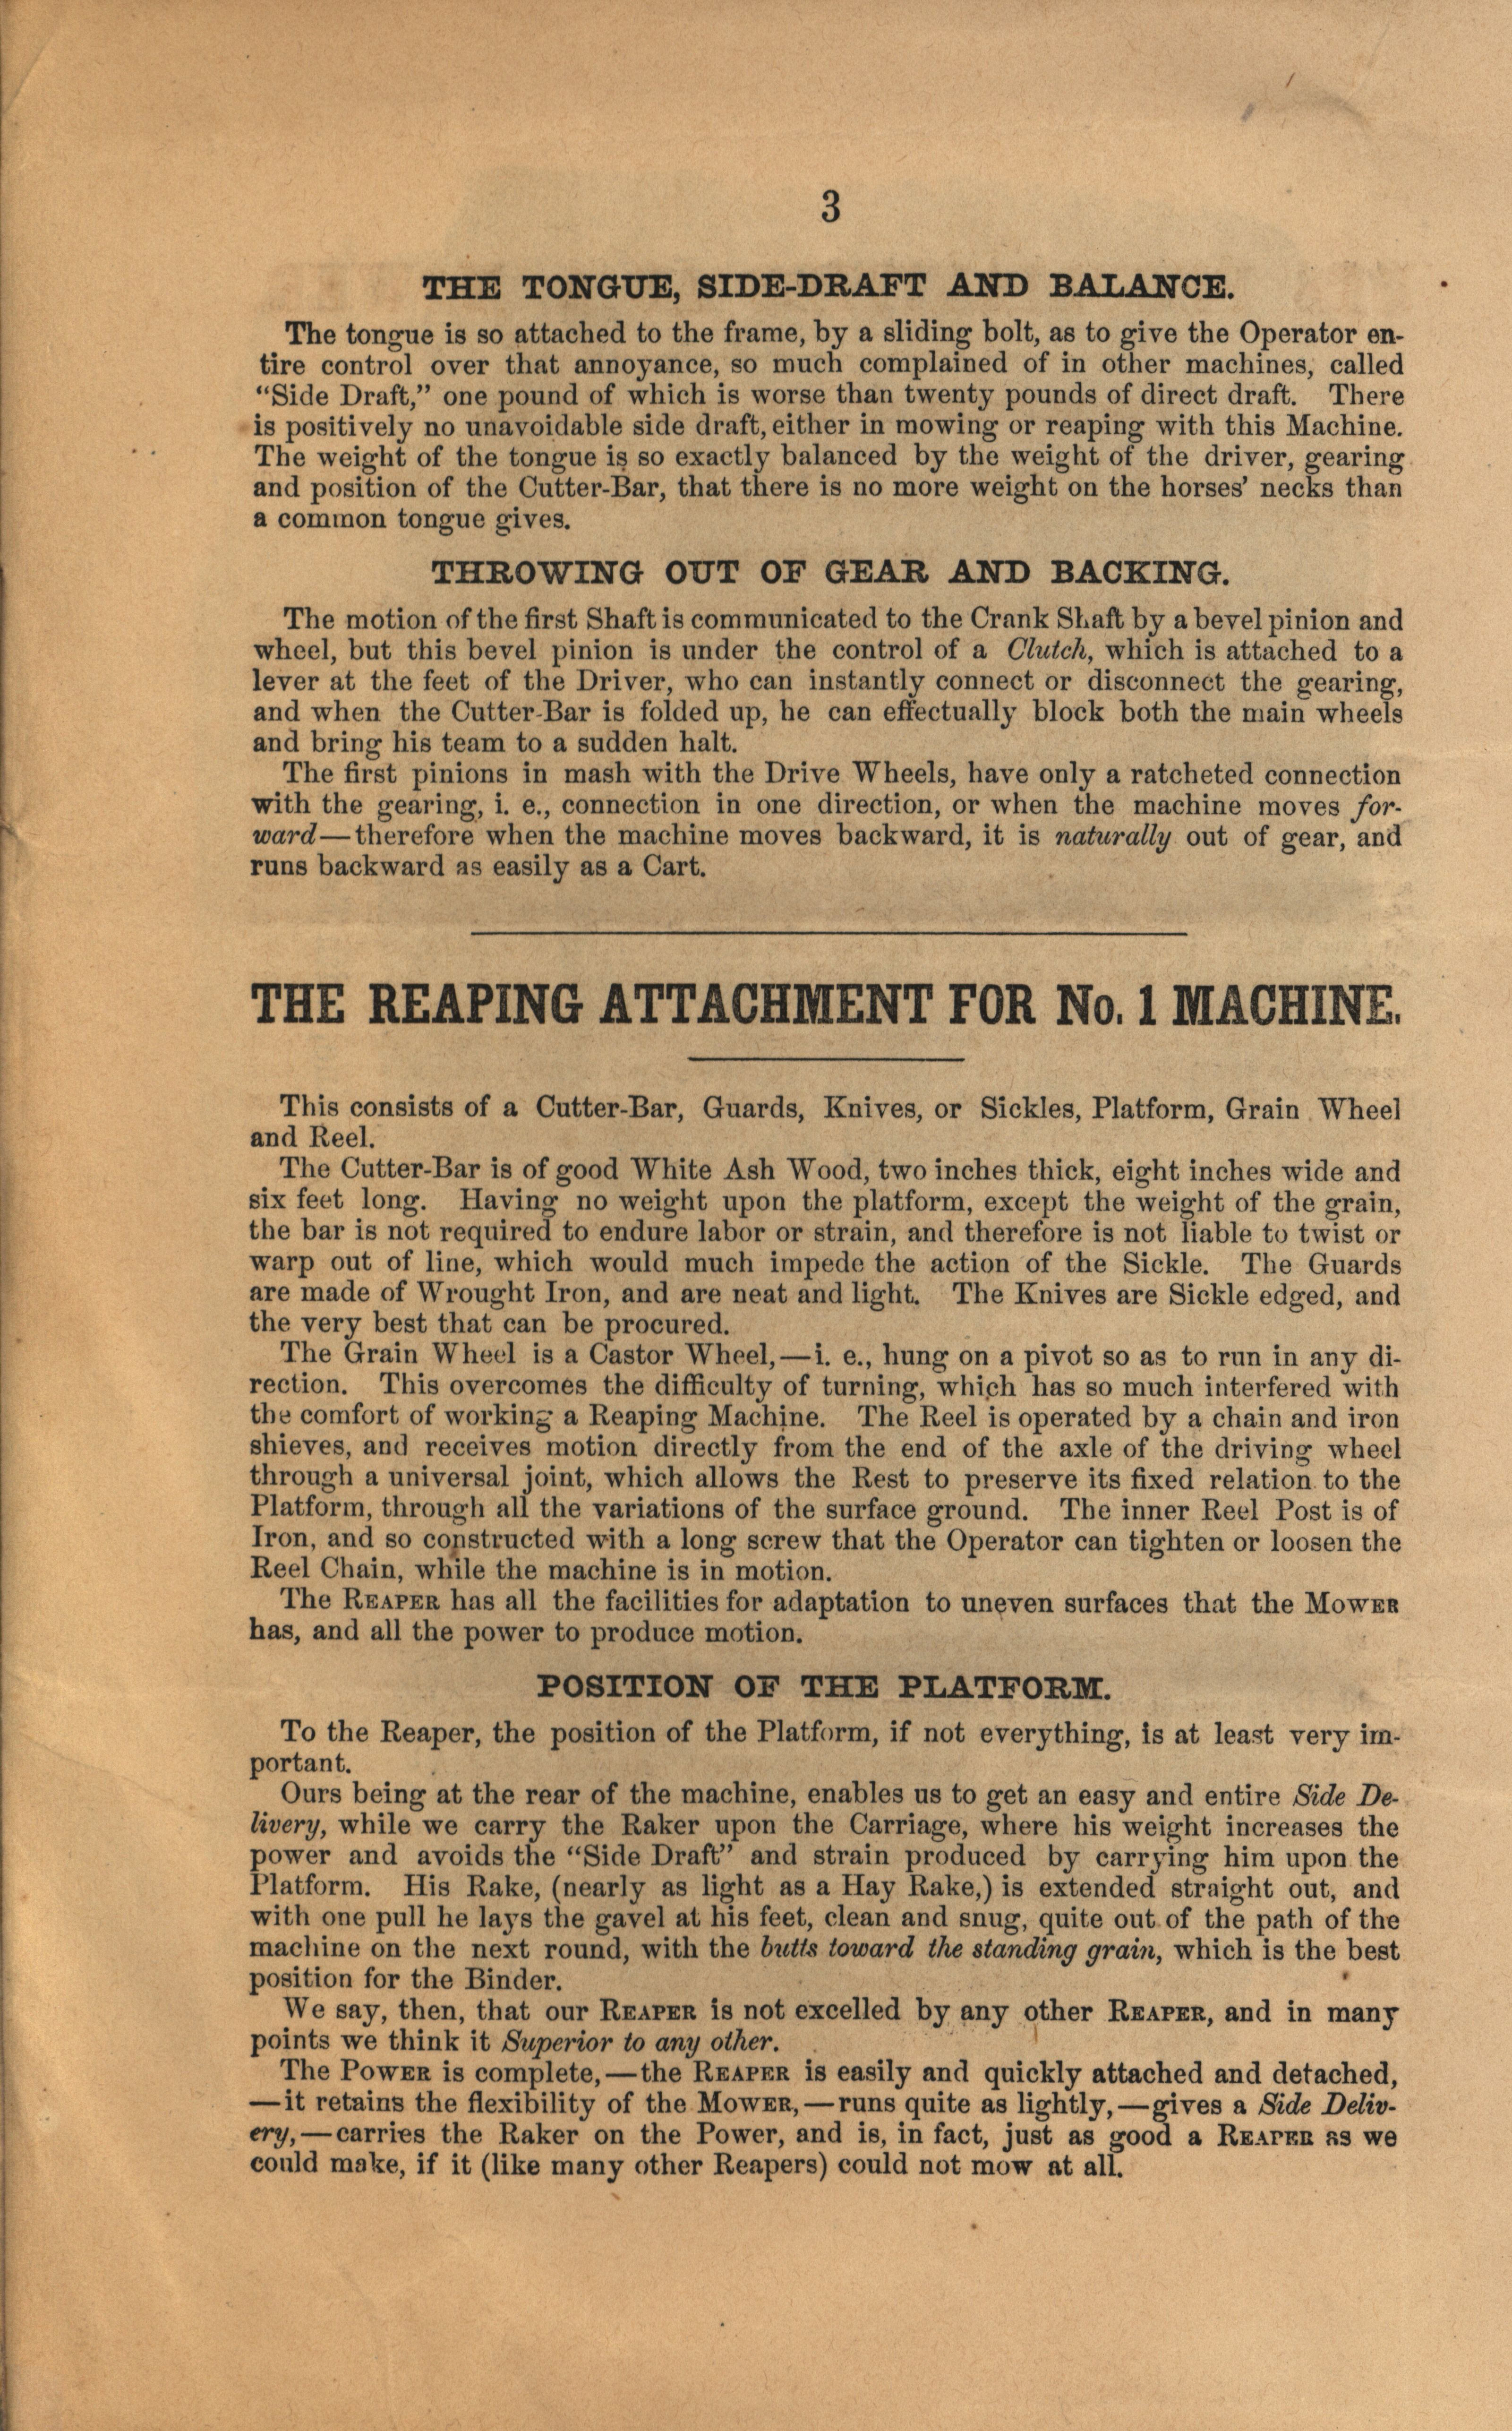 3
THE TONGUE, SIDE-DRAFT AND BALANCE.
The tongue is so attached to the frame, by a sliding bolt, as to give the Operator en-
tire control over that annoyance, so much complained of in other machines, called
"Side Draft," one pound of which is worse than twenty pounds of direct draft. There
is positively no unavoidable side draft, either in mowing or reaping with this Machine.
The weight of the tongue is so exactly balanced by the weight of the driver, gearing
and position of the Cutter-Bar, that there is no more weight on the horses' necks than
a common tongue gives.
THROWING OUT OF GEAR AND BACKING.
The motion of the first Shaft is communicated to the Crank Shaft by a bevel pinion and
wheel, but this bevel pinion is under the control of a Clutch, which is attached to a
lever at the feet of the Driver, who can instantly connect or disconnect the gearing,
and when the Cutter-Bar is folded up, he can effectually block both the main wheels
and bring his team to a sudden halt.
The first pinions in mash with the Drive Wheels, have only a ratcheted connection
with the gearing, i. e., connection in one direction, or when the machine moves for-
ward—therefore when the machine moves backward, it is naturally out of gear, and
runs backward as easily as a Cart.
THE REAPING ATTACHMENT FOR No. 1 MACHINE.
This consists of a Cutter-Bar, Guards, Knives, or Sickles, Platform, Grain Wheel
and Reel.
The Cutter-Bar is of good White Ash Wood, two inches thick, eight inches wide and
six feet long. Having no weight upon the platform, except the weight of the grain,
the bar is not required to endure labor or strain, and therefore is not liable to twist or
warp out of line, which would much impede the action of the Sickle. The Guards
are made of Wrought Iron, and are neat and light. The Knives are Sickle edged, and
the very best that can be procured.
The Grain Wheel is a Castor Wheel,—i. e., hung on a pivot so as to run in any di-
rection. This overcomes the difficulty of turning, which has so much interfered with
the comfort of working a Reaping Machine. The Reel is operated by a chain and iron
shieves, and receives motion directly from the end of the axle of the driving wheel
through a universal joint, which allows the Rest to preserve its fixed relation to the
Platform, through all the variations of the surface ground. The inner Reel Post is of
Iron, and so constructed with a long screw that the Operator can tighten or loosen the
Reel Chain, while the machine is in motion.
The REAPER has all the facilities for adaptation to uneven surfaces that the MOWER
has, and all the power to produce motion.
POSITION OF THE PLATFORM.
To the Reaper, the position of the Platform, if not everything, is at least very im-
portant.
Ours being at the rear of the machine, enables us to get an easy and entire Side De-
livery, while we carry the Raker upon the Carriage, where his weight increases the
power and avoids the "Side Draft" and strain produced by carrying him upon the
Platform. His Rake, (nearly as light as a Hay Rake,) is extended straight out, and
with one pull he lays the gavel at his feet, clean and snug, quite out of the path of the
machine on the next round, with the butts toward the standing grain, which is the best
position for the Binder.
We say, then, that our REAPER is not excelled by any other REAPER, and in many
points we think it Superior to any other.
The POWER is complete,—the REAPER is easily and quickly attached and detached,
—it retains the flexibility of the MOWER,—runs quite as lightly,—gives a Side Deliv-
ery,—carries the Raker on the Power, and is, in fact, just as good a REAPER as we
could make, if it (like many other Reapers) could not mow at all.